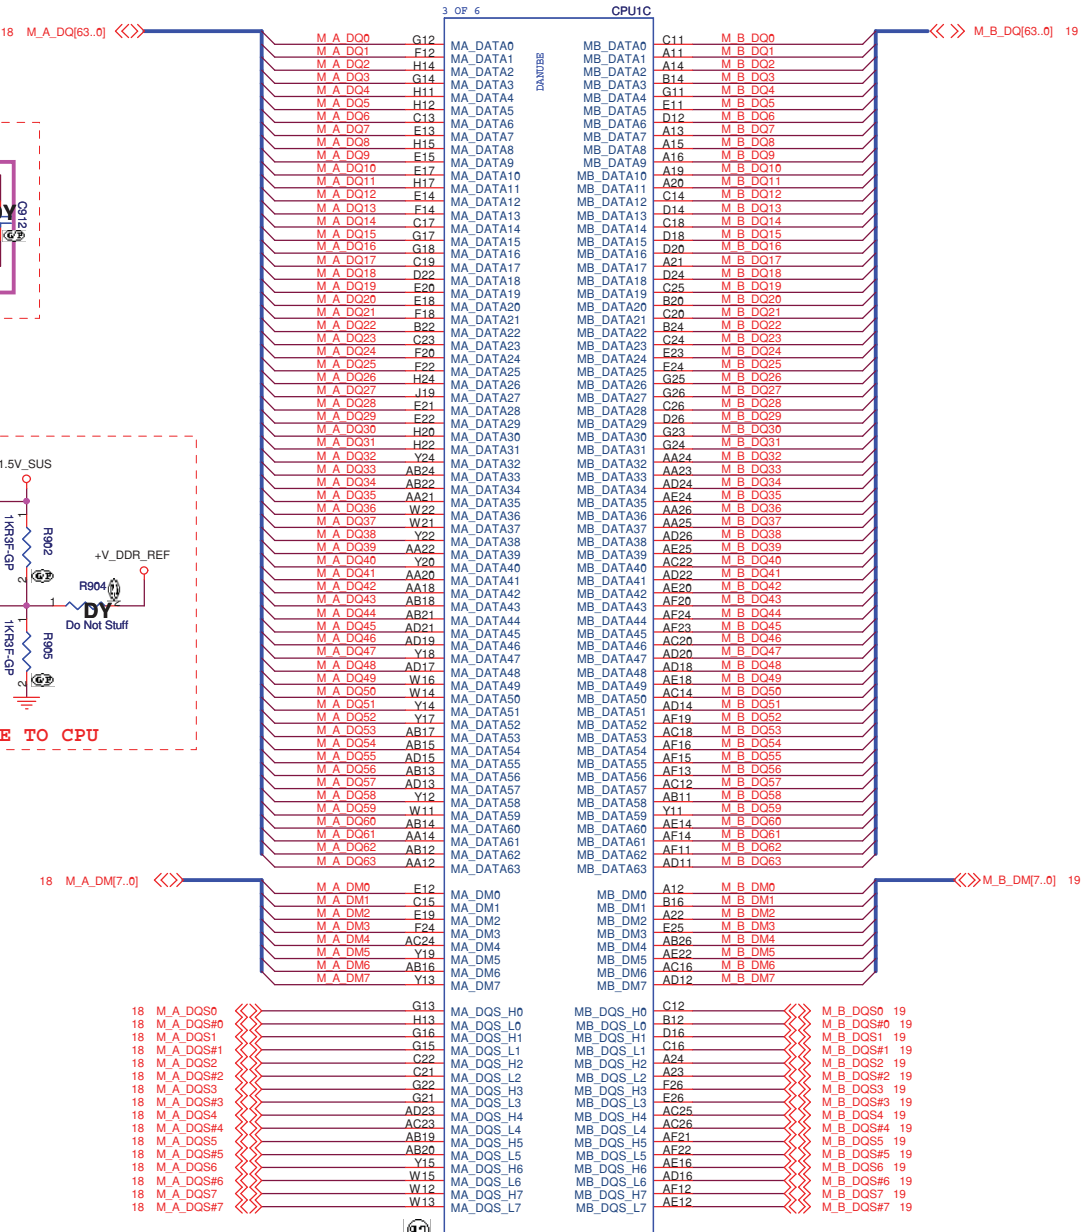 3 OF 6 CPU1C
DANUBE
18 M_A_DQ[63..0] M_B_DQ[63..0] 19
M_A_DQ0 G12 MA_DATA0 MB_DATA0 C11 M_B_DQ0
M_A_DQ1 F12 MA_DATA1 MB_DATA1 A11 M_B_DQ1
M_A_DQ2 H14 MA_DATA2 MB_DATA2 A14 M_B_DQ2
M_A_DQ3 G14 MA_DATA3 MB_DATA3 B14 M_B_DQ3
M_A_DQ4 H11 MA_DATA4 MB_DATA4 G11 M_B_DQ4
M_A_DQ5 H12 MA_DATA5 MB_DATA5 E11 M_B_DQ5
M_A_DQ6 C13 MA_DATA6 MB_DATA6 D12 M_B_DQ6
M_A_DQ7 E13 MA_DATA7 MB_DATA7 A13 M_B_DQ7
M_A_DQ8 H15 MA_DATA8 MB_DATA8 A15 M_B_DQ8
M_A_DQ9 E15 MA_DATA9 MB_DATA9 A16 M_B_DQ9
M_A_DQ10 E17 MA_DATA10 MB_DATA10 A19 M_B_DQ10
M_A_DQ11 H17 MA_DATA11 MB_DATA11 A20 M_B_DQ11
M_A_DQ12 E14 MA_DATA12 MB_DATA12 C14 M_B_DQ12
M_A_DQ13 F14 MA_DATA13 MB_DATA13 D14 M_B_DQ13
M_A_DQ14 C17 MA_DATA14 MB_DATA14 C18 M_B_DQ14
M_A_DQ15 G17 MA_DATA15 MB_DATA15 D18 M_B_DQ15
M_A_DQ16 G18 MA_DATA16 MB_DATA16 D20 M_B_DQ16
M_A_DQ17 C19 MA_DATA17 MB_DATA17 A21 M_B_DQ17
M_A_DQ18 D22 MA_DATA18 MB_DATA18 D24 M_B_DQ18
M_A_DQ19 E20 MA_DATA19 MB_DATA19 C25 M_B_DQ19
M_A_DQ20 E18 MA_DATA20 MB_DATA20 B20 M_B_DQ20
M_A_DQ21 F18 MA_DATA21 MB_DATA21 C20 M_B_DQ21
M_A_DQ22 B22 MA_DATA22 MB_DATA22 B24 M_B_DQ22
M_A_DQ23 C23 MA_DATA23 MB_DATA23 C24 M_B_DQ23
M_A_DQ24 F20 MA_DATA24 MB_DATA24 E23 M_B_DQ24
M_A_DQ25 F22 MA_DATA25 MB_DATA25 E24 M_B_DQ25
M_A_DQ26 H24 MA_DATA26 MB_DATA26 G25 M_B_DQ26
M_A_DQ27 J19 MA_DATA27 MB_DATA27 G26 M_B_DQ27
M_A_DQ28 E21 MA_DATA28 MB_DATA28 C26 M_B_DQ28
M_A_DQ29 E22 MA_DATA29 MB_DATA29 D26 M_B_DQ29
M_A_DQ30 H20 MA_DATA30 MB_DATA30 G23 M_B_DQ30
M_A_DQ31 H22 MA_DATA31 MB_DATA31 G24 M_B_DQ31
M_A_DQ32 Y24 MA_DATA32 MB_DATA32 AA24 M_B_DQ32
M_A_DQ33 AB24 MA_DATA33 MB_DATA33 AA23 M_B_DQ33
M_A_DQ34 AB22 MA_DATA34 MB_DATA34 AD24 M_B_DQ34
M_A_DQ35 AA21 MA_DATA35 MB_DATA35 AE24 M_B_DQ35
M_A_DQ36 W22 MA_DATA36 MB_DATA36 AA26 M_B_DQ36
M_A_DQ37 W21 MA_DATA37 MB_DATA37 AA25 M_B_DQ37
M_A_DQ38 Y22 MA_DATA38 MB_DATA38 AD26 M_B_DQ38
M_A_DQ39 AA22 MA_DATA39 MB_DATA39 AE25 M_B_DQ39
M_A_DQ40 Y20 MA_DATA40 MB_DATA40 AC22 M_B_DQ40
M_A_DQ41 AA20 MA_DATA41 MB_DATA41 AD22 M_B_DQ41
M_A_DQ42 AA18 MA_DATA42 MB_DATA42 AE20 M_B_DQ42
M_A_DQ43 AB18 MA_DATA43 MB_DATA43 AF20 M_B_DQ43
M_A_DQ44 AB21 MA_DATA44 MB_DATA44 AF24 M_B_DQ44
M_A_DQ45 AD21 MA_DATA45 MB_DATA45 AF23 M_B_DQ45
M_A_DQ46 AD19 MA_DATA46 MB_DATA46 AC20 M_B_DQ46
M_A_DQ47 Y18 MA_DATA47 MB_DATA47 AD20 M_B_DQ47
M_A_DQ48 AD17 MA_DATA48 MB_DATA48 AD18 M_B_DQ48
M_A_DQ49 W16 MA_DATA49 MB_DATA49 AE18 M_B_DQ49
M_A_DQ50 W14 MA_DATA50 MB_DATA50 AC14 M_B_DQ50
M_A_DQ51 Y14 MA_DATA51 MB_DATA51 AD14 M_B_DQ51
M_A_DQ52 Y17 MA_DATA52 MB_DATA52 AF19 M_B_DQ52
M_A_DQ53 AB17 MA_DATA53 MB_DATA53 AC18 M_B_DQ53
M_A_DQ54 AB15 MA_DATA54 MB_DATA54 AF16 M_B_DQ54
M_A_DQ55 AD15 MA_DATA55 MB_DATA55 AF15 M_B_DQ55
M_A_DQ56 AB13 MA_DATA56 MB_DATA56 AF13 M_B_DQ56
M_A_DQ57 AD13 MA_DATA57 MB_DATA57 AC12 M_B_DQ57
M_A_DQ58 Y12 MA_DATA58 MB_DATA58 AB11 M_B_DQ58
M_A_DQ59 W11 MA_DATA59 MB_DATA59 Y11 M_B_DQ59
M_A_DQ60 AB14 MA_DATA60 MB_DATA60 AE14 M_B_DQ60
M_A_DQ61 AA14 MA_DATA61 MB_DATA61 AF14 M_B_DQ61
M_A_DQ62 AB12 MA_DATA62 MB_DATA62 AF11 M_B_DQ62
M_A_DQ63 AA12 MA_DATA63 MB_DATA63 AD11 M_B_DQ63
18 M_A_DM[7..0] M_B_DM[7..0] 19
M_A_DM0 E12 MA_DM0 MB_DM0 A12 M_B_DM0
M_A_DM1 C15 MA_DM1 MB_DM1 B16 M_B_DM1
M_A_DM2 E19 MA_DM2 MB_DM2 A22 M_B_DM2
M_A_DM3 F24 MA_DM3 MB_DM3 E25 M_B_DM3
M_A_DM4 AC24 MA_DM4 MB_DM4 AB26 M_B_DM4
M_A_DM5 Y19 MA_DM5 MB_DM5 AE22 M_B_DM5
M_A_DM6 AB16 MA_DM6 MB_DM6 AC16 M_B_DM6
M_A_DM7 Y13 MA_DM7 MB_DM7 AD12 M_B_DM7
18 M_A_DQS0 G13 MA_DQS_H0 MB_DQS_H0 C12 M_B_DQS0 19
18 M_A_DQS#0 H13 MA_DQS_L0 MB_DQS_L0 B12 M_B_DQS#0 19
18 M_A_DQS1 G16 MA_DQS_H1 MB_DQS_H1 D16 M_B_DQS1 19
18 M_A_DQS#1 G15 MA_DQS_L1 MB_DQS_L1 C16 M_B_DQS#1 19
18 M_A_DQS2 C22 MA_DQS_H2 MB_DQS_H2 A24 M_B_DQS2 19
18 M_A_DQS#2 C21 MA_DQS_L2 MB_DQS_L2 A23 M_B_DQS#2 19
18 M_A_DQS3 G22 MA_DQS_H3 MB_DQS_H3 F26 M_B_DQS3 19
18 M_A_DQS#3 G21 MA_DQS_L3 MB_DQS_L3 E26 M_B_DQS#3 19
18 M_A_DQS4 AD23 MA_DQS_H4 MB_DQS_H4 AC25 M_B_DQS4 19
18 M_A_DQS#4 AC23 MA_DQS_L4 MB_DQS_L4 AC26 M_B_DQS#4 19
18 M_A_DQS5 AB19 MA_DQS_H5 MB_DQS_H5 AF21 M_B_DQS5 19
18 M_A_DQS#5 AB20 MA_DQS_L5 MB_DQS_L5 AF22 M_B_DQS#5 19
18 M_A_DQS6 Y15 MA_DQS_H6 MB_DQS_H6 AE16 M_B_DQS6 19
18 M_A_DQS#6 W15 MA_DQS_L6 MB_DQS_L6 AD16 M_B_DQS#6 19
18 M_A_DQS7 W12 MA_DQS_H7 MB_DQS_H7 AF12 M_B_DQS7 19
18 M_A_DQS#7 W13 MA_DQS_L7 MB_DQS_L7 AE12 M_B_DQS#7 19
C912
1.5V_SUS
1
R902
1KR3F-GP
2
+V_DDR_REF
R904
1
DY
Do Not Stuff
1
R905
1KR3F-GP
2
E TO CPU